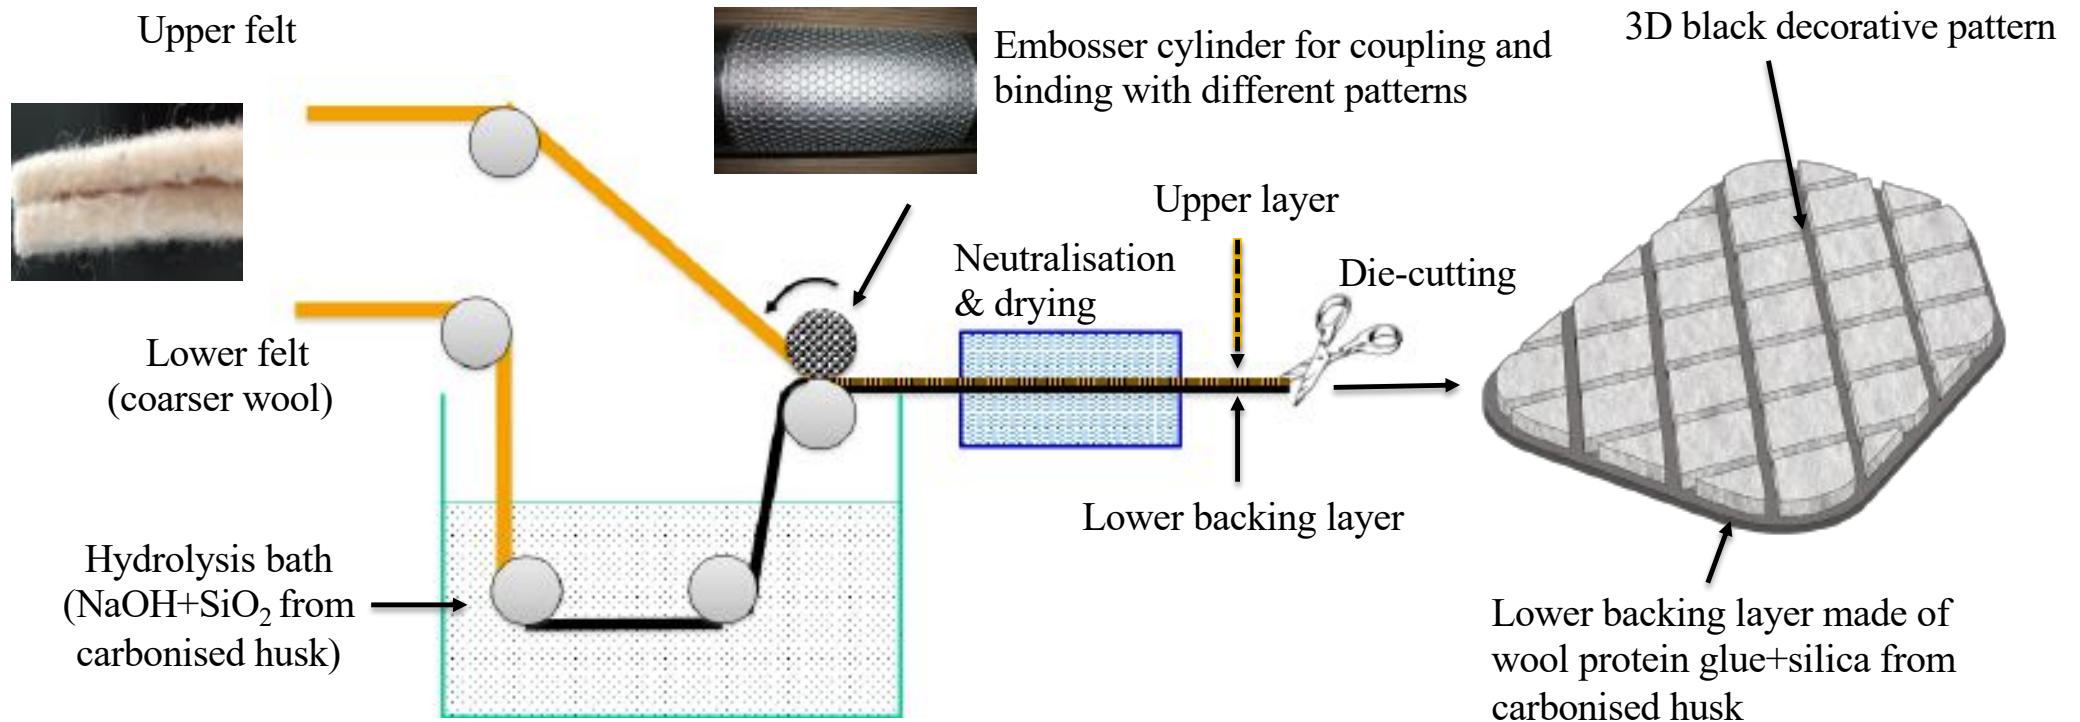 Upper felt
Embosser cylinder for coupling and
binding with different patterns
3D black decorative pattern
Upper layer
Neutralisation
& drying
Die-cutting
Lower felt
(coarser wool)
Lower backing layer
Hydrolysis bath
(NaOH+SiO₂ from
carbonised husk)
Lower backing layer made of
wool protein glue+silica from
carbonised husk